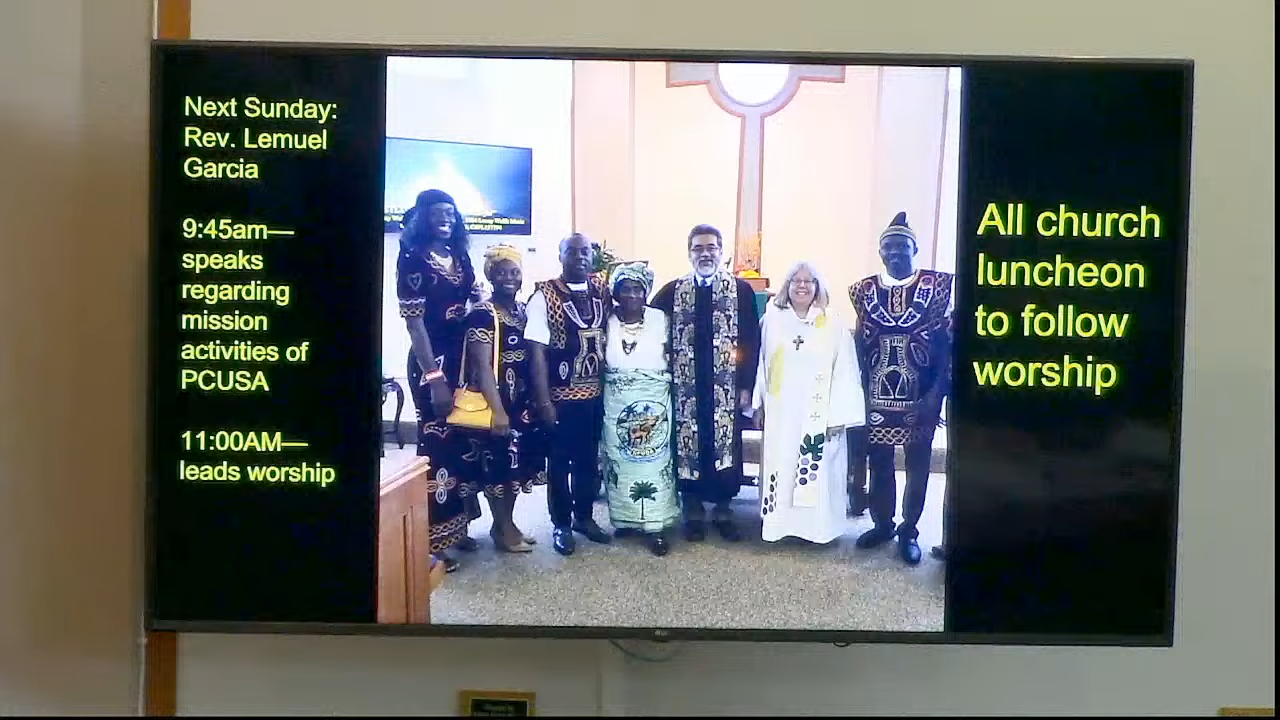 Next Sunday:
Rev. Lemuel
Garcia
9:45am—
speaks
regarding
mission
activities of
PCUSA
11:00AM—
leads worship
All church
luncheon
to follow
worship